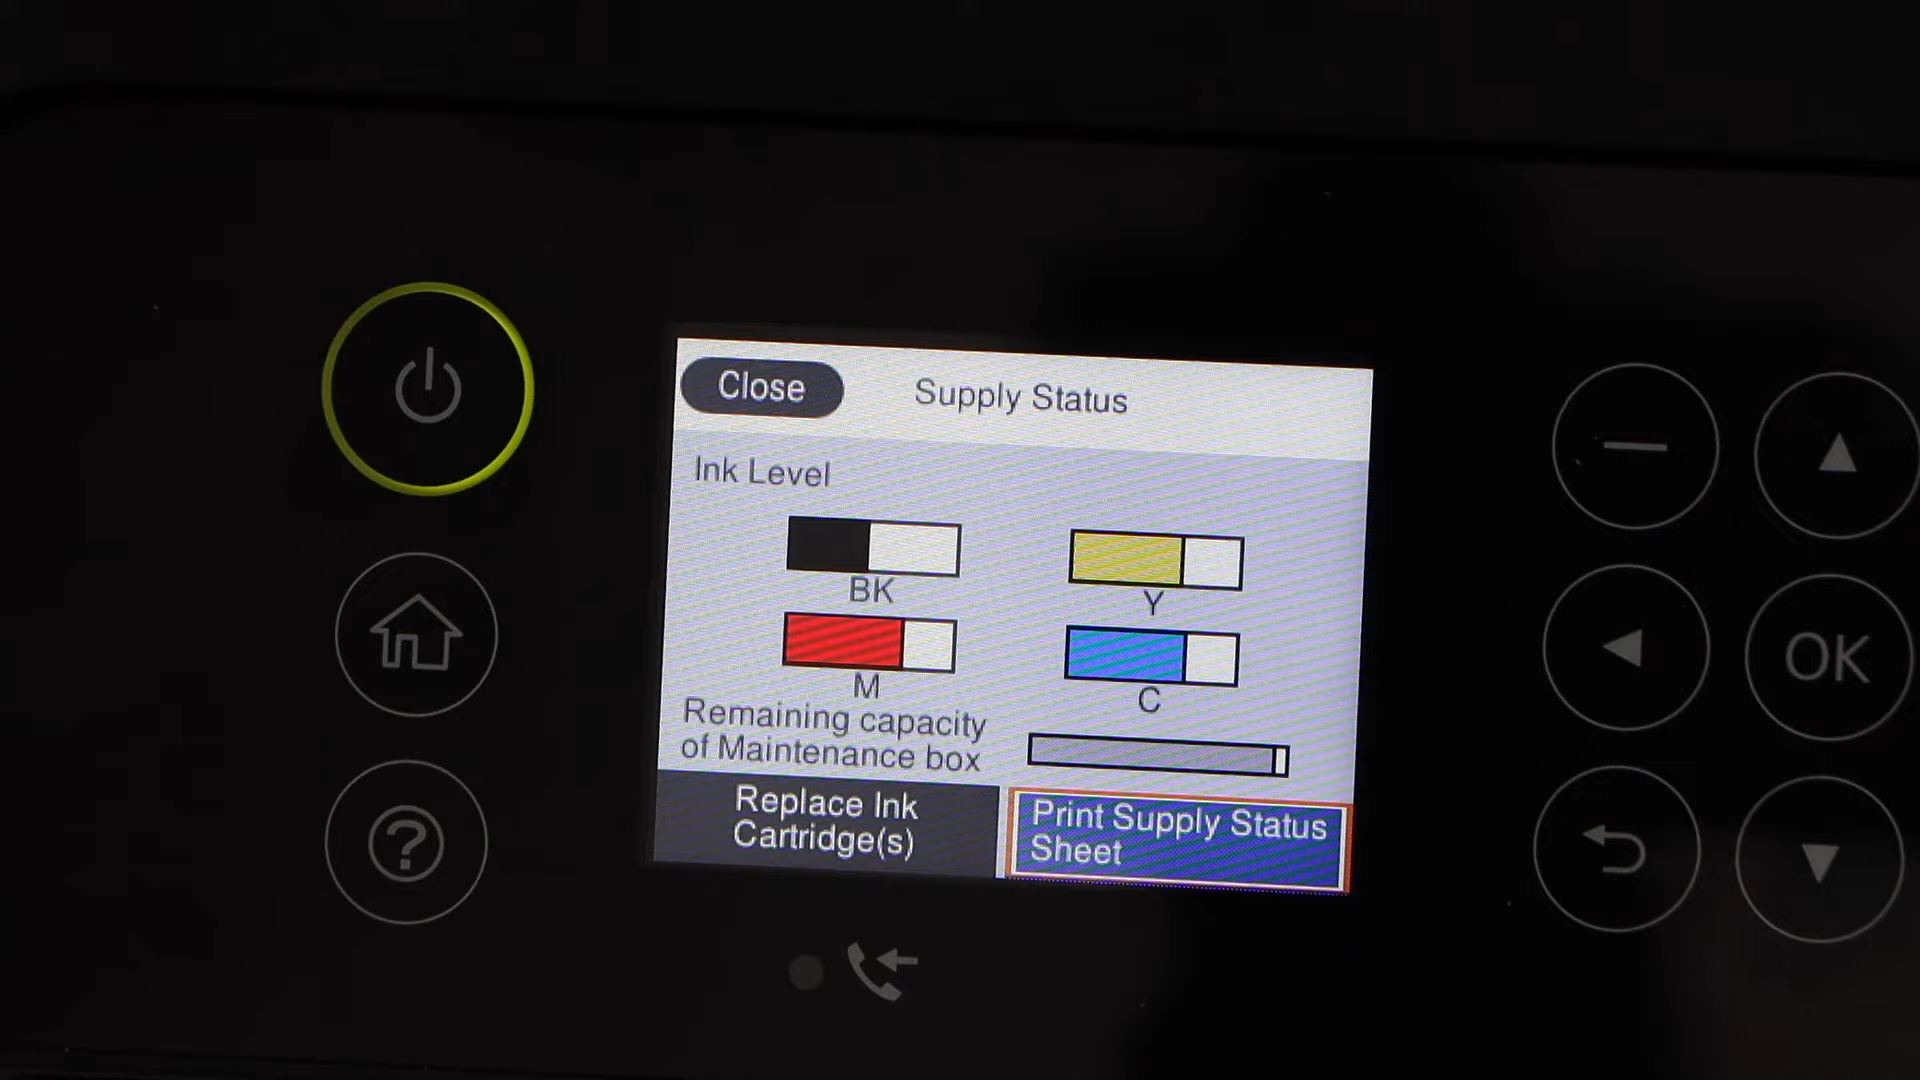 Close
Supply Status
Ink Level
BK
Y
M
C
Remaining capacity
of Maintenance box
Replace Ink
Cartridge(s)
Print Supply Status
Sheet
OK
?